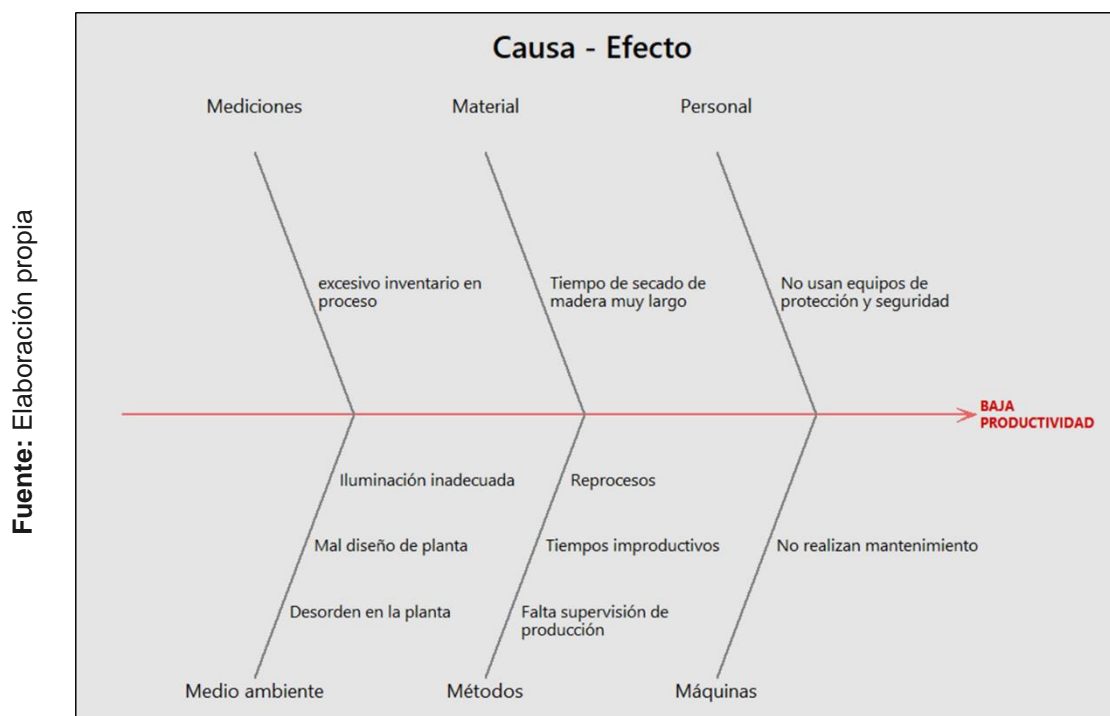 Causa - Efecto
Mediciones
Material
Personal
excesivo inventario en
proceso
Tiempo de secado de
madera muy largo
No usan equipos de
protección y seguridad
BAJA
PRODUCTIVIDAD
Iluminación inadecuada
Reprocesos
Mal diseño de planta
Tiempos improductivos
No realizan mantenimiento
Desorden en la planta
Falta supervisión de
producción
Medio ambiente
Métodos
Máquinas
Fuente: Elaboración propia